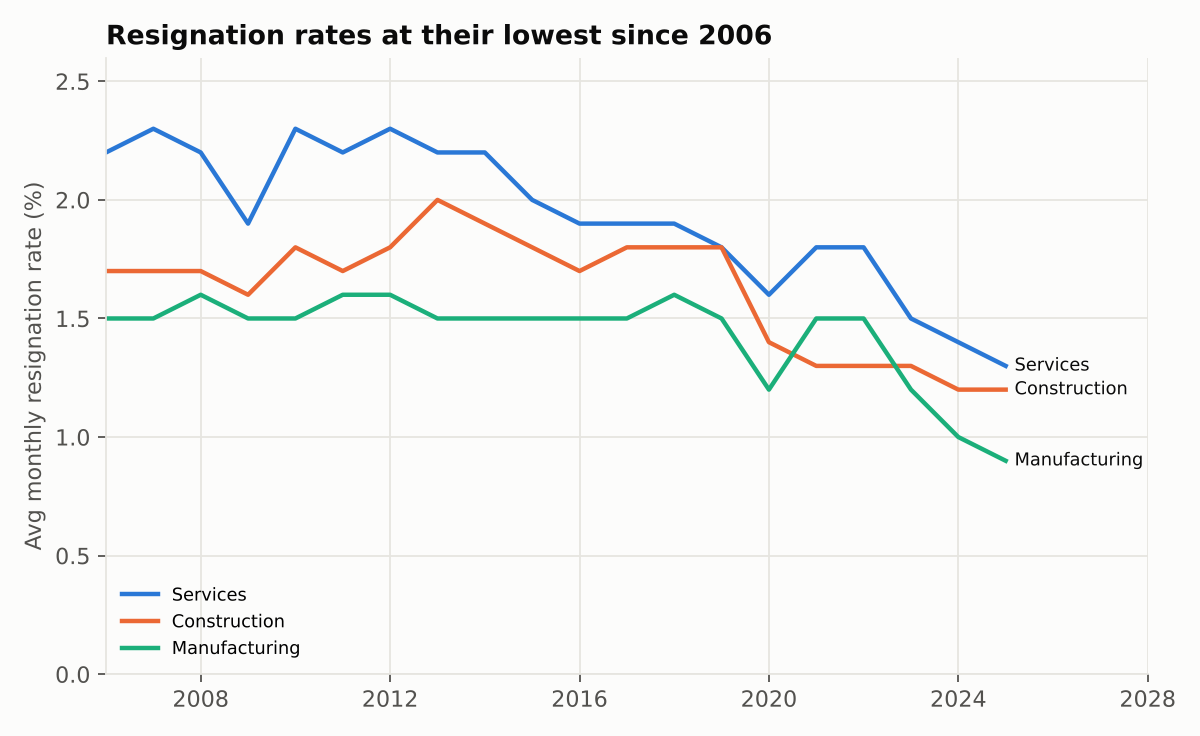 Resignation rates at their lowest since 2006
Avg monthly resignation rate (%)
2.5
2.0
1.5
1.0
0.5
0.0
Services
Construction
Manufacturing
Services
Construction
Manufacturing
2008 2012 2016 2020 2024 2028